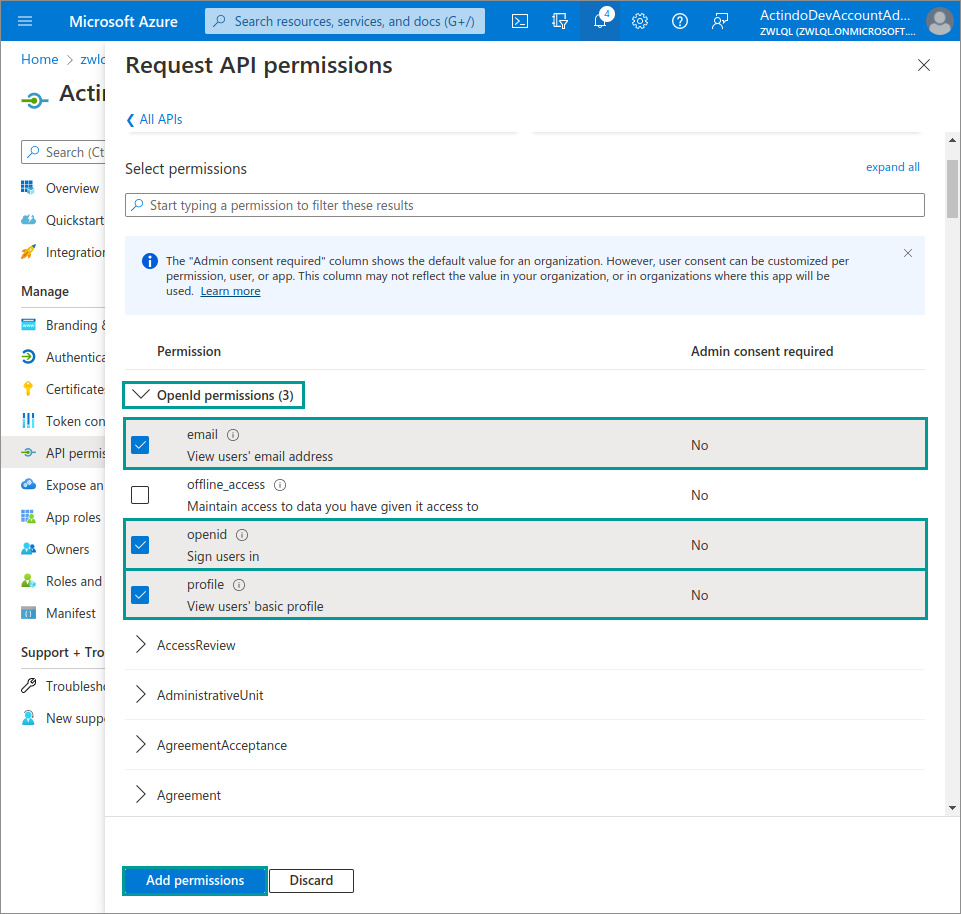 Microsoft Azure
Search resources, services, and docs (G+/)
4
ActindoDevAccountAd...
ZWLQL (ZWLQL.ONMICROSOFT....
Home > zwlc
Acti
Search (Ct
Overview
Quickstart
Integration
Manage
Branding &
Authentica
Certificates
Token con
API permis
Expose an
App roles
Owners
Roles and
Manifest
Support + Tro
Troublesho
New suppo
Request API permissions
All APIs
Select permissions
expand all
Start typing a permission to filter these results
The "Admin consent required" column shows the default value for an organization. However, user consent can be customized per
permission, user, or app. This column may not reflect the value in your organization, or in organizations where this app will be
used. Learn more
Permission
Admin consent required
OpenId permissions (3)
email
View users' email address
No
offline_access
Maintain access to data you have given it access to
No
openid
Sign users in
No
profile
View users' basic profile
No
AccessReview
AdministrativeUnit
AgreementAcceptance
Agreement
Add permissions
Discard